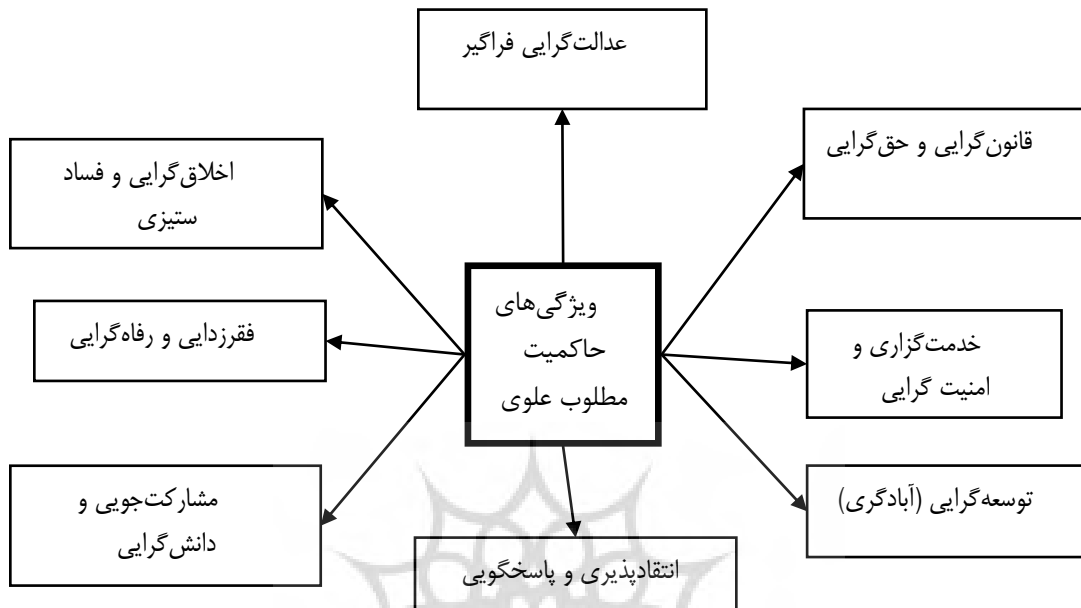 عدالت‌گرایی فراگیر
قانون‌گرایی و حق‌گرایی
اخلاق‌گرایی و فساد
ستیزی
ویژگی‌های
حاکمیت
مطلوب علوی
فقرزدایی و رفاه‌گرایی
خدمت‌گزاری و
امنیت گرایی
مشارکت‌جویی و
دانش‌گرایی
توسعه‌گرایی (آبادگری)
انتقادپذیری و پاسخگویی